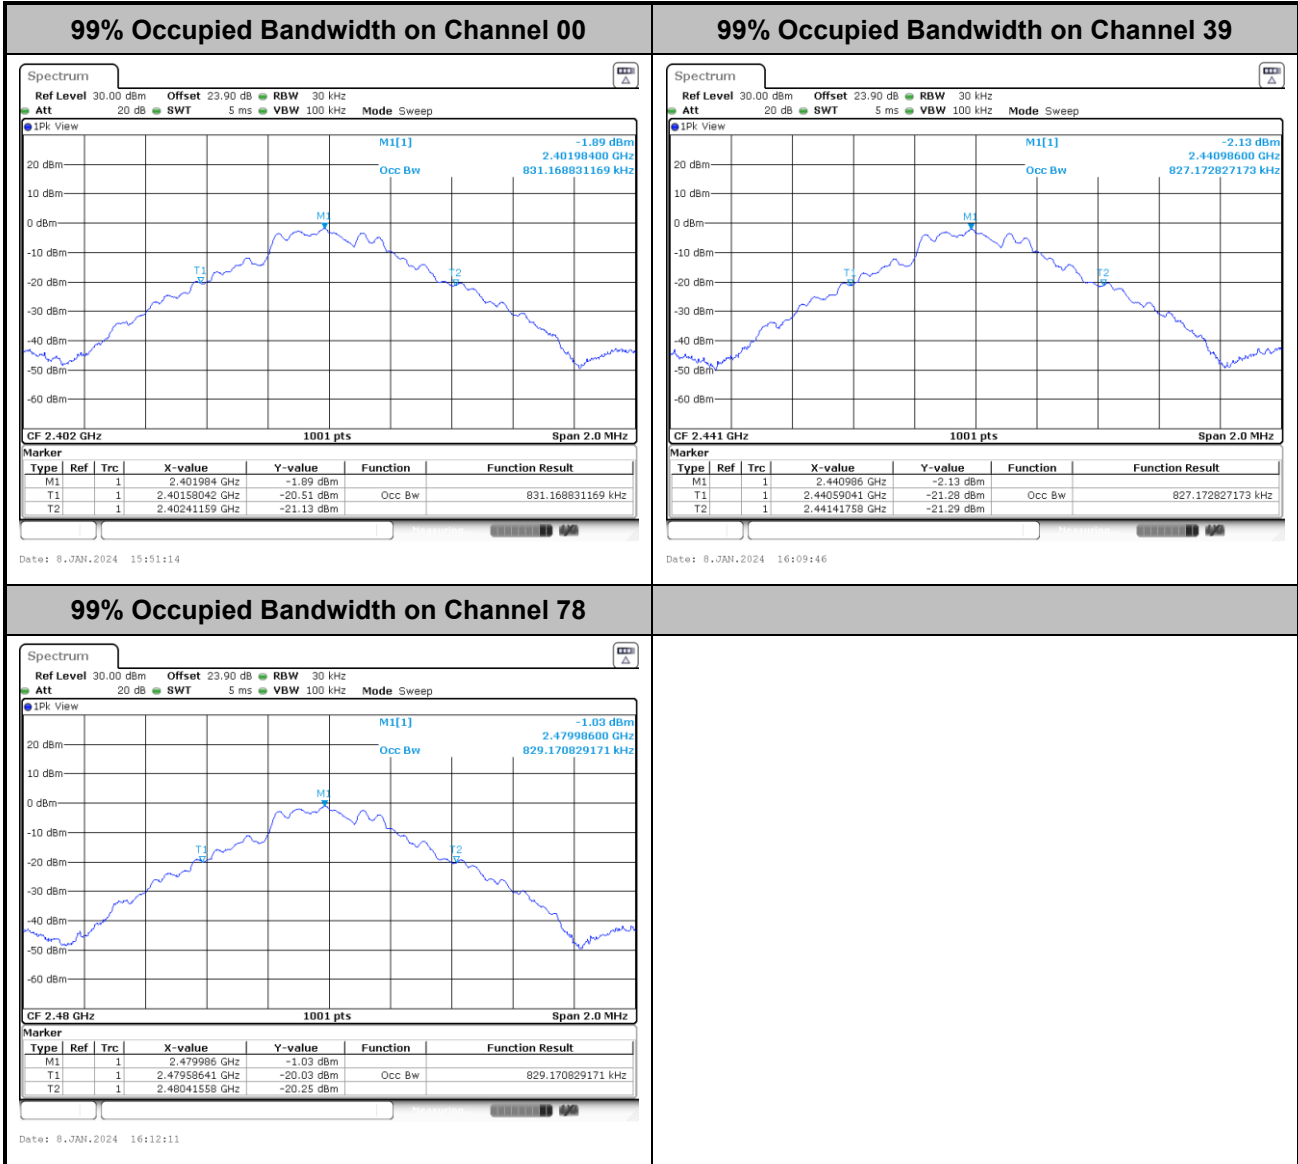 99% Occupied Bandwidth on Channel 00
99% Occupied Bandwidth on Channel 39
Spectrum
Ref Level 30.00 dBm Offset 23.90 dB RBW 30 kHz
Att 20 dB SWT 5 ms VBW 100 kHz Mode Sweep
1Pk View
M1[1] -1.89 dBm
2.40198400 GHz
Occ Bw 831.168831169 kHz
20 dBm
10 dBm
0 dBm
-10 dBm
-20 dBm
-30 dBm
-40 dBm
-50 dBm
-60 dBm
M1
T1
T2
CF 2.402 GHz 1001 pts Span 2.0 MHz
Marker
Type Ref Trc X-value Y-value Function Function Result
M1 1 2.401984 GHz -1.89 dBm
T1 1 2.40158042 GHz -20.51 dBm Occ Bw 831.168831169 kHz
T2 1 2.40241159 GHz -21.13 dBm
Measuring...
Date: 8.JAN.2024 15:51:14
Spectrum
Ref Level 30.00 dBm Offset 23.90 dB RBW 30 kHz
Att 20 dB SWT 5 ms VBW 100 kHz Mode Sweep
1Pk View
M1[1] -2.13 dBm
2.44098600 GHz
Occ Bw 827.172827173 kHz
20 dBm
10 dBm
0 dBm
-10 dBm
-20 dBm
-30 dBm
-40 dBm
-50 dBm
-60 dBm
M1
T1
T2
CF 2.441 GHz 1001 pts Span 2.0 MHz
Marker
Type Ref Trc X-value Y-value Function Function Result
M1 1 2.440986 GHz -2.13 dBm
T1 1 2.44059041 GHz -21.28 dBm Occ Bw 827.172827173 kHz
T2 1 2.44141758 GHz -21.29 dBm
Measuring...
Date: 8.JAN.2024 16:09:46
99% Occupied Bandwidth on Channel 78
Spectrum
Ref Level 30.00 dBm Offset 23.90 dB RBW 30 kHz
Att 20 dB SWT 5 ms VBW 100 kHz Mode Sweep
1Pk View
M1[1] -1.03 dBm
2.47998600 GHz
Occ Bw 829.170829171 kHz
20 dBm
10 dBm
0 dBm
-10 dBm
-20 dBm
-30 dBm
-40 dBm
-50 dBm
-60 dBm
M1
T1
T2
CF 2.48 GHz 1001 pts Span 2.0 MHz
Marker
Type Ref Trc X-value Y-value Function Function Result
M1 1 2.479986 GHz -1.03 dBm
T1 1 2.47958641 GHz -20.03 dBm Occ Bw 829.170829171 kHz
T2 1 2.48041558 GHz -20.25 dBm
Measuring...
Date: 8.JAN.2024 16:12:11